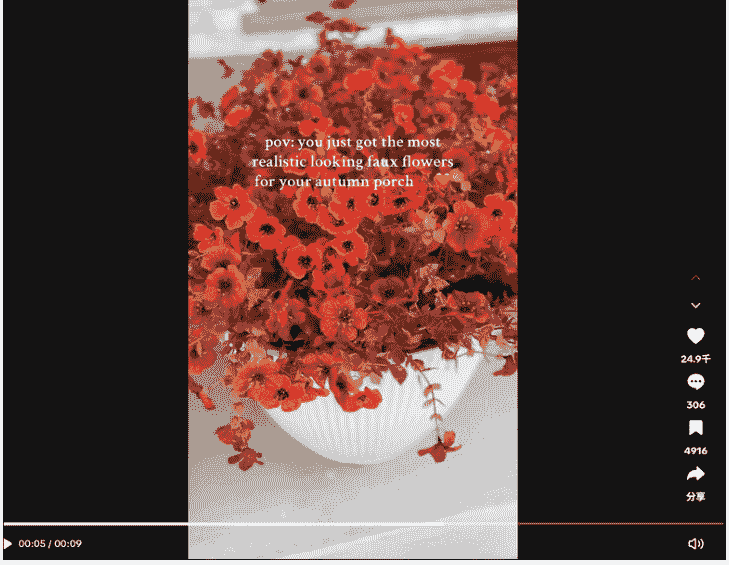 pov: you just got the most
realistic looking faux flowers
for your autumn porch
24.9千
306
4916
分享
00:05 / 00:09